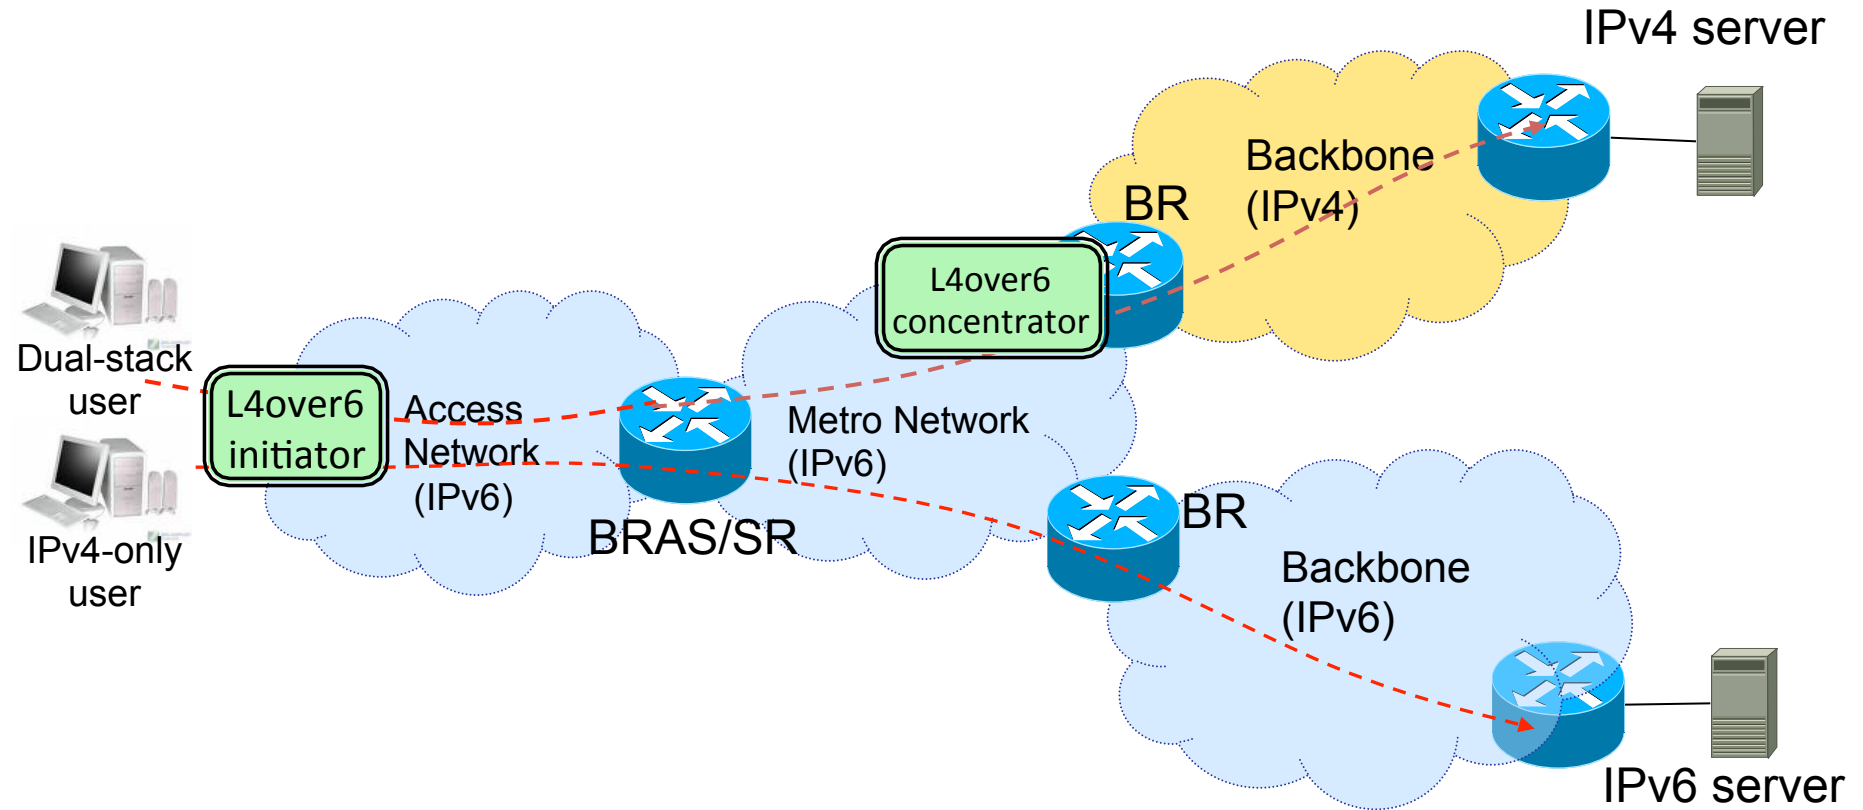 IPv4 server
Backbone
(IPv4)
BR
L4over6
concentrator
Dual-stack
user
L4over6
initiator
Access
Network
(IPv6)
Metro Network
(IPv6)
BRAS/SR
BR
IPv4-only
user
Backbone
(IPv6)
IPv6 server